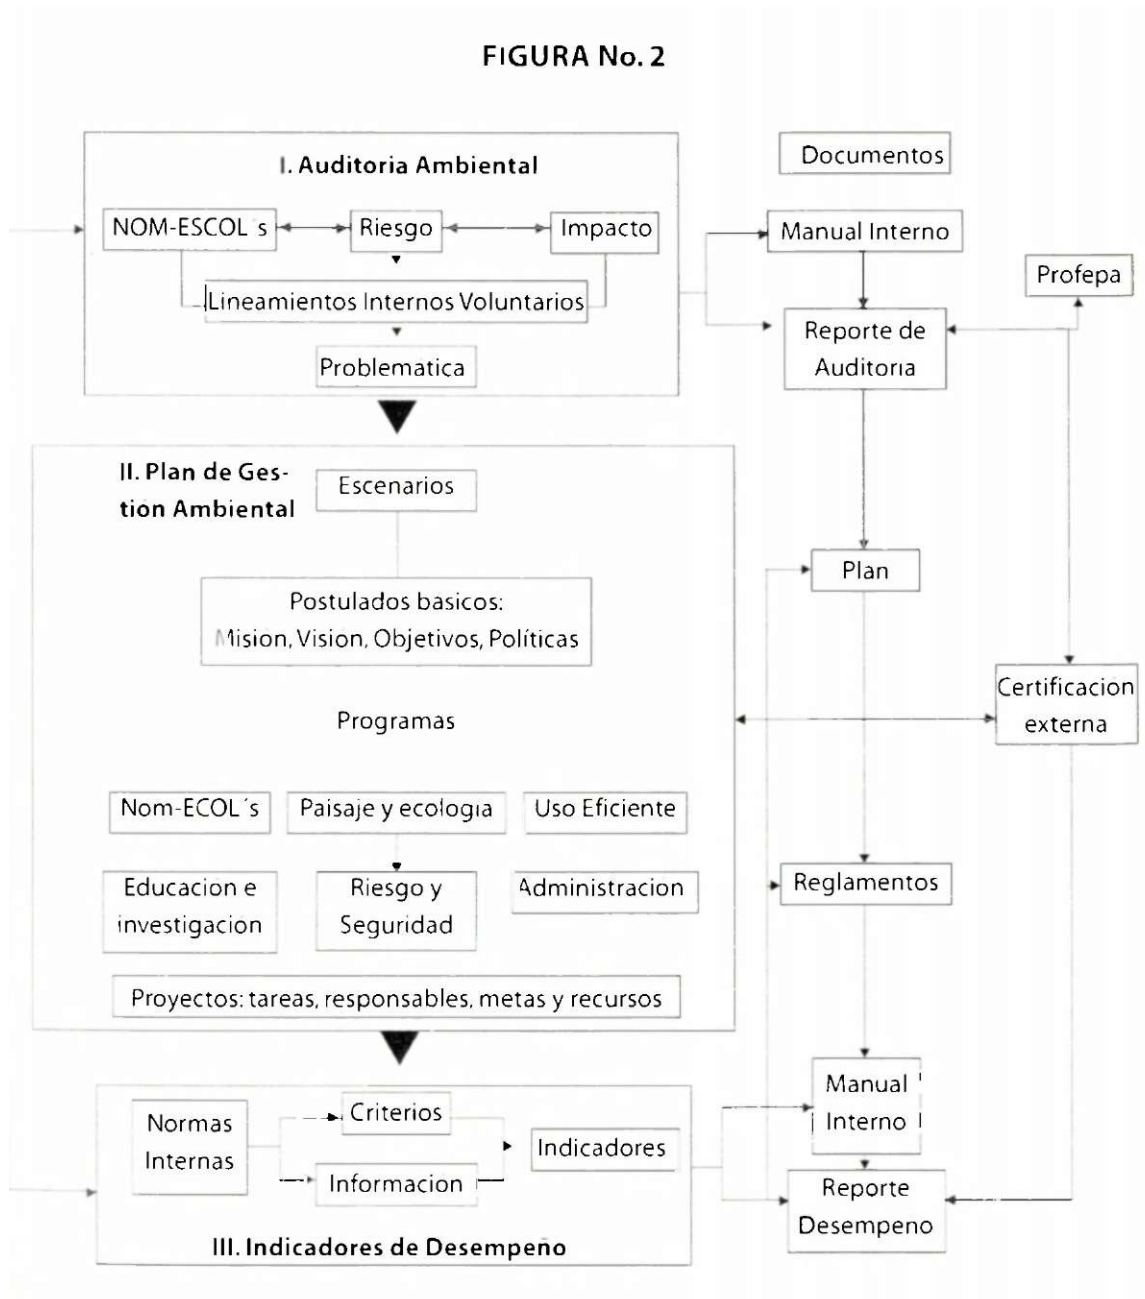 FIGURA No. 2
I. Auditoria Ambiental
Documentos
NOM-ESCOL´s
Riesgo
Impacto
Manual Interno
Profepa
Lineamientos Internos Voluntarios
Reporte de
Auditoria
Problematica
II. Plan de Ges-
tion Ambiental
Escenarios
Plan
Postulados basicos:
Mision, Vision, Objetivos, Políticas
Certificacion
externa
Programas
Nom-ECOL´s
Paisaje y ecologia
Uso Eficiente
Educacion e
investigación
Riesgo y
Seguridad
Administracion
Reglamentos
Proyectos: tareas, responsables, metas y recursos
Manual
Interno
Normas
Internas
Criterios
Informacion
Indicadores
Reporte
Desempeno
III. Indicadores de Desempeño